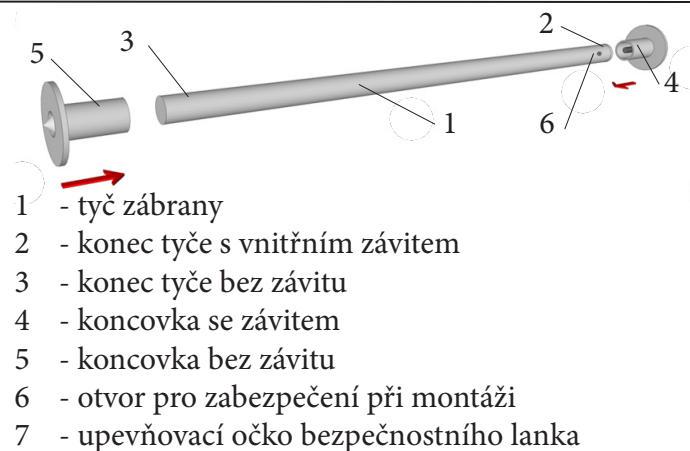 2
3
5
4
6
1
1 - tyč zábrany
2 - konec tyče s vnitřním závitem
3 - konec tyče bez závitu
4 - koncovka se závitem
5 - koncovka bez závitu
6 - otvor pro zabezpečení při montáži
7 - upevňovací očko bezpečnostního lanka